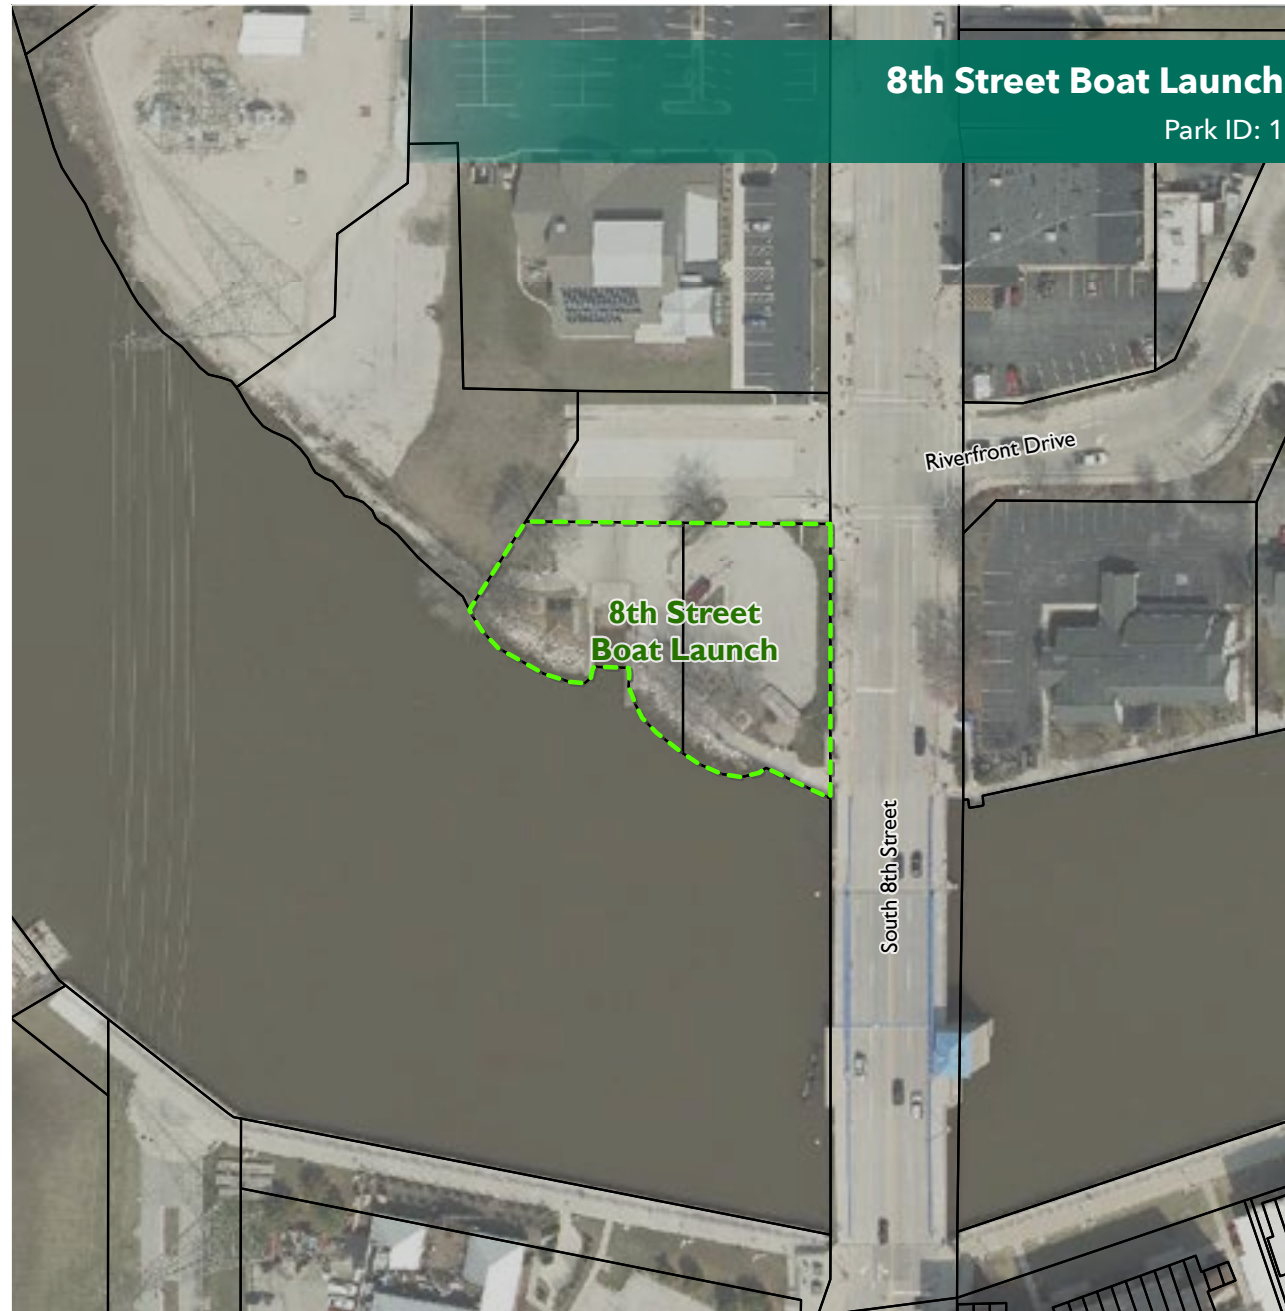 8th Street Boat Launch
Park ID: 1
Riverfront Drive
8th Street
Boat Launch
South 8th Street